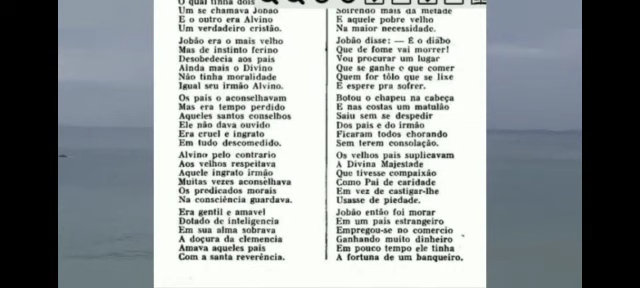 O qual tinha dois
Um se chamava Jobão
E o outro era Alvino
Um verdadeiro cristão.
Jobão era o mais velho
Mas de instinto ferino
Desobedecia aos pais
Ainda mais o Divino
Não tinha moralidade
Igual seu irmão Alvino.
Os pais o aconselhavam
Mas era tempo perdido
Aqueles santos conselhos
Ele não dava ouvido
Era cruel e ingrato
Em tudo descomedido.
Alvino pelo contrario
Aos velhos respeitava
Aquele ingrato irmão
Muitas vezes aconselhava
Os predicados morais
Na consciência guardava.
Era gentil e amavel
Dotado de inteligencia
Em sua alma sobrava
A doçura da clemencia
Amava aqueles pais
Com a santa reverência.
Sofrendo mais da metade
E aquele pobre velho
Na maior necessidade.
Jobão disse: — É o diábo
Que de fome vai morrer!
Vou procurar um lugar
Que se ganhe o que comer
Quem for tôlo que se lixe
E espere pra sofrer.
Botou o chapeu na cabeça
E nas costas um matulão
Saiu sem se despedir
Dos pais e do irmão
Ficaram todos chorando
Sem terem consolação.
Os velhos pais suplicavam
A Divina Majestade
Que tivesse compaixão
Como Pai de caridade
Em vez de castigar-lhe
Usasse de piedade.
Jobão então foi morar
Em um pais estrangeiro
Empregou-se no comercio
Ganhando muito dinheiro
Em pouco tempo ele tinha
A fortuna de um banqueiro.